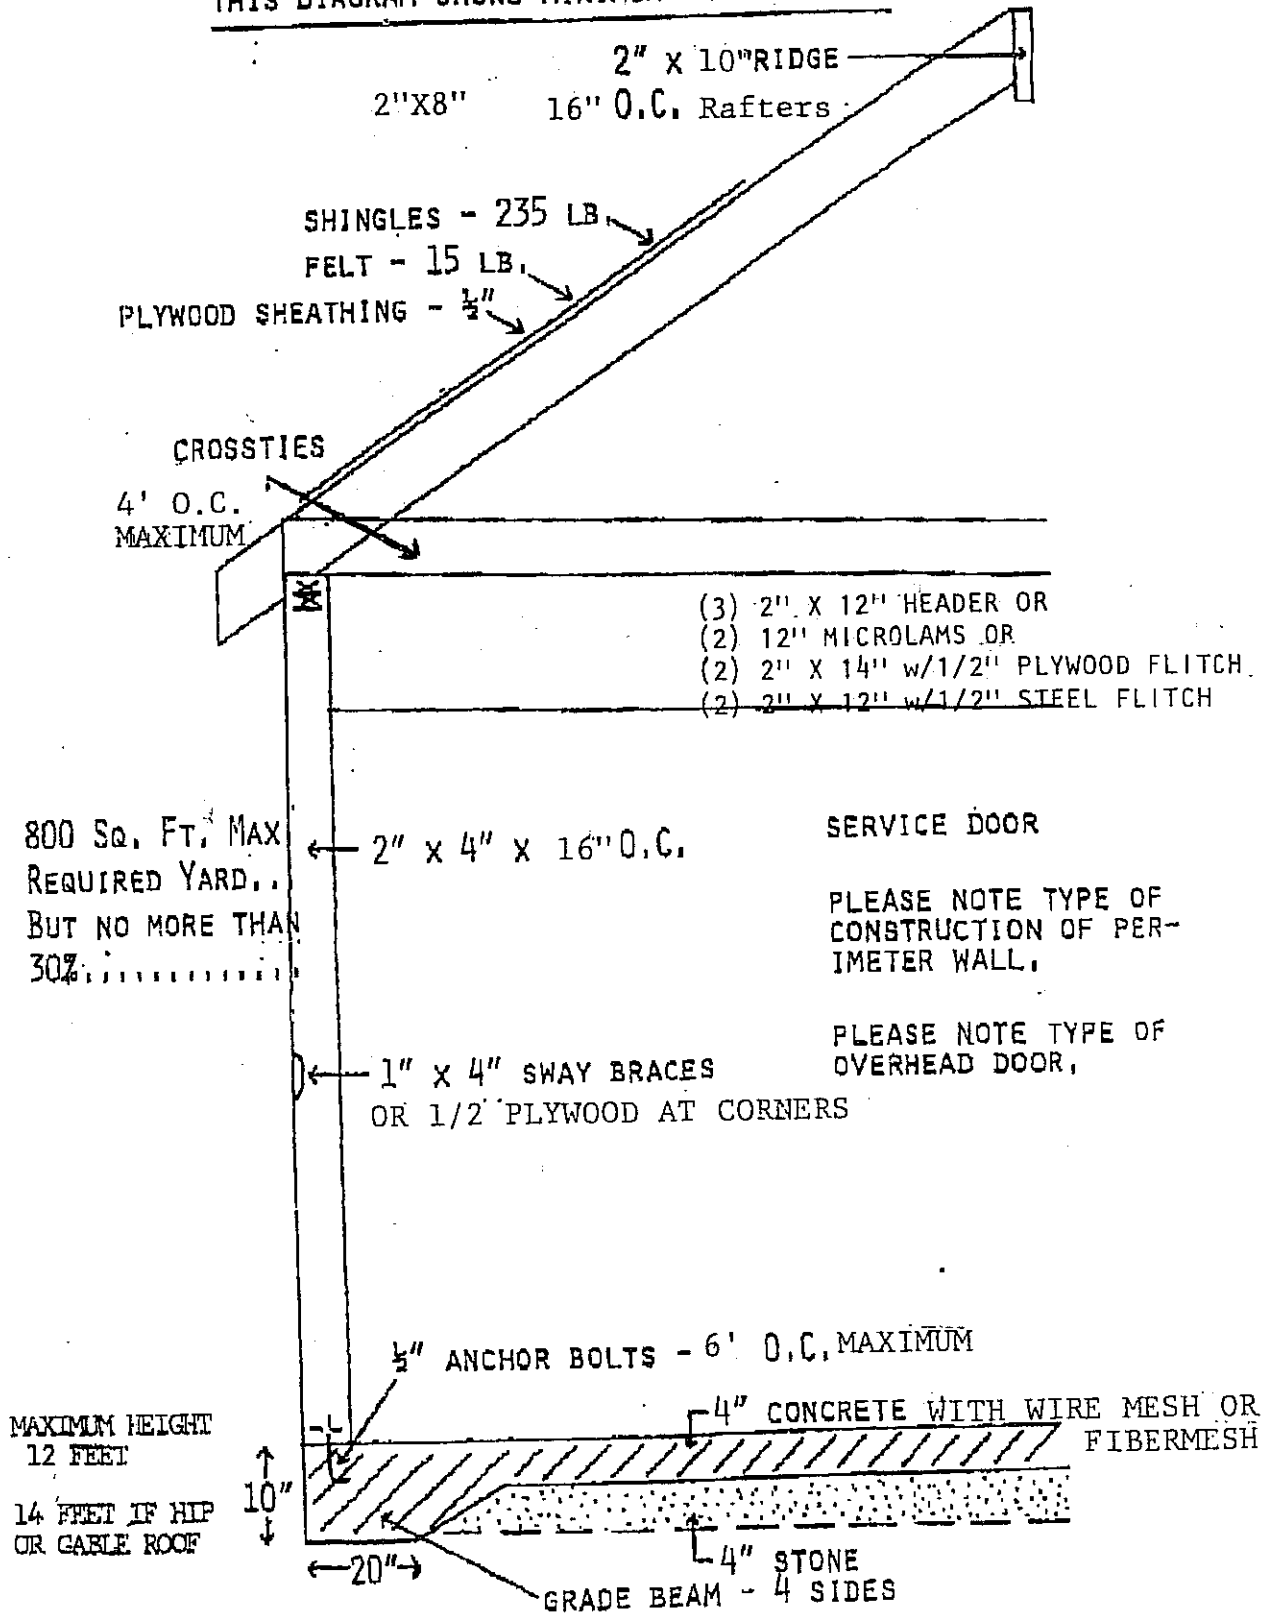 THIS DIAGRAM SHOWS MINIMUM
2" X 10" RIDGE
2"X8" 16" O.C. Rafters
SHINGLES - 235 LB.
FELT - 15 LB.
PLYWOOD SHEATHING - ½"
CROSSTIES
4' O.C.
MAXIMUM
(3) 2" X 12" HEADER OR
(2) 12" MICROLAMS OR
(2) 2" X 14" w/1/2" PLYWOOD FLITCH
(2) 2" X 12" w/1/2" STEEL FLITCH
800 SQ. FT. MAX
REQUIRED YARD..
BUT NO MORE THAN
30%.............
2" X 4" X 16" O.C.
SERVICE DOOR
PLEASE NOTE TYPE OF
CONSTRUCTION OF PER-
IMETER WALL.
PLEASE NOTE TYPE OF
OVERHEAD DOOR.
1" X 4" SWAY BRACES
OR 1/2 PLYWOOD AT CORNERS
½" ANCHOR BOLTS - 6' O.C. MAXIMUM
4" CONCRETE WITH WIRE MESH OR
FIBERMESH
MAXIMUM HEIGHT
12 FEET
14 FEET IF HIP
OR GABLE ROOF
10"
20"
4" STONE
GRADE BEAM - 4 SIDES